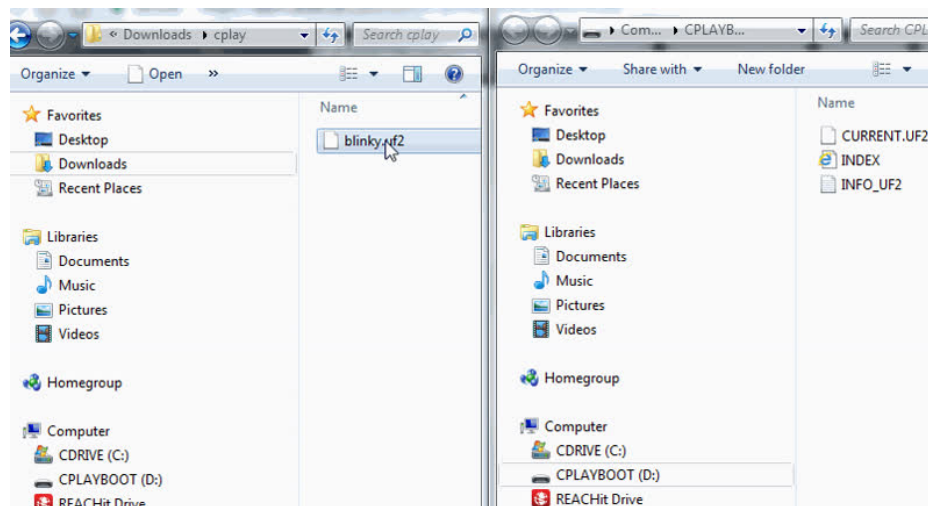 « Downloads ▸ cplay
Search cplay
Organize
Open
»
Favorites
Desktop
Downloads
Recent Places
Libraries
Documents
Music
Pictures
Videos
Homegroup
Computer
CDRIVE (C:)
CPLAYBOOT (D:)
REACHit Drive
Name
blinky.uf2
Com... ▸ CPLAYB...
Search CPL
Organize
Share with
New folder
Favorites
Desktop
Downloads
Recent Places
Libraries
Documents
Music
Pictures
Videos
Homegroup
Computer
CDRIVE (C:)
CPLAYBOOT (D:)
REACHit Drive
Name
CURRENT.UF2
INDEX
INFO_UF2